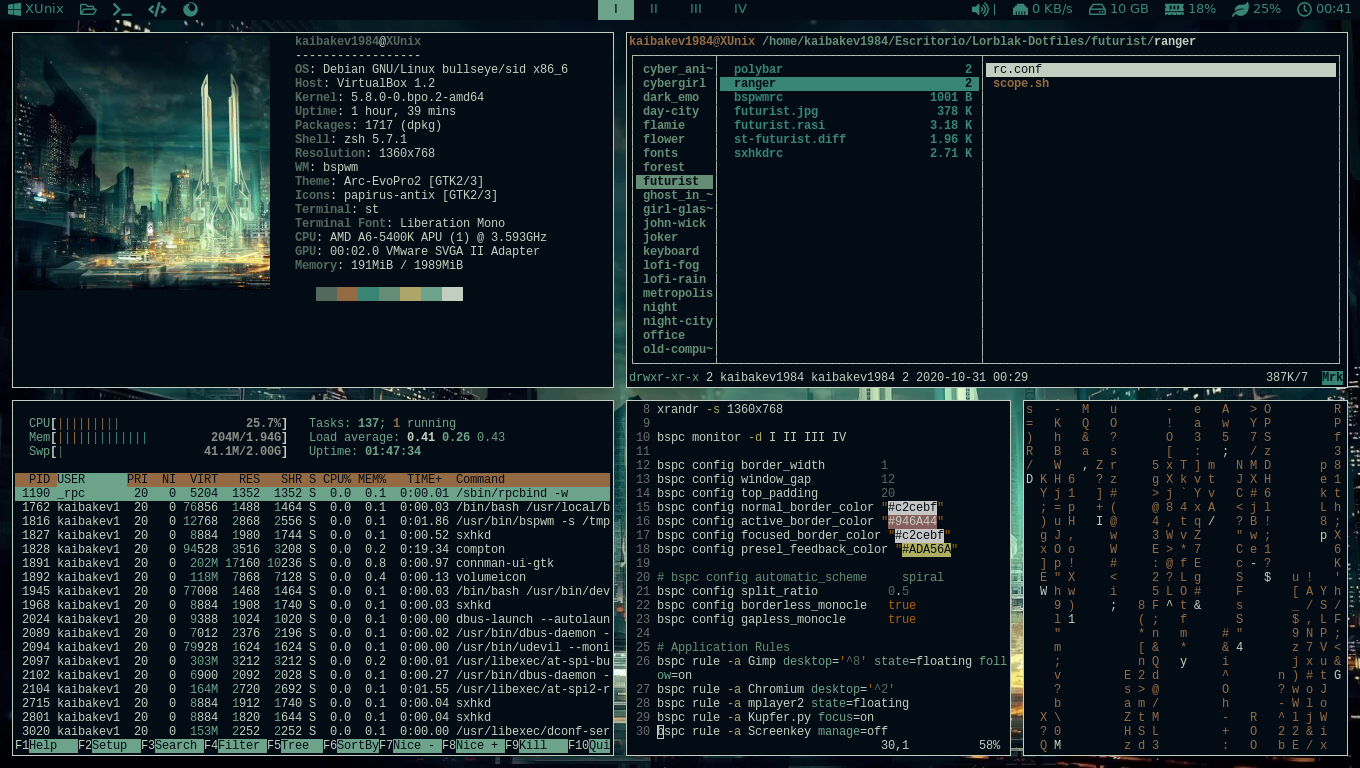 XUnix I II III IV 0 KB/s 10 GB 18% 25% 00:41
kaibakev1984@XUnix
------------------
OS: Debian GNU/Linux bullseye/sid x86_6
Host: VirtualBox 1.2
Kernel: 5.8.0-0.bpo.2-amd64
Uptime: 1 hour, 39 mins
Packages: 1717 (dpkg)
Shell: zsh 5.7.1
Resolution: 1360x768
WM: bspwm
Theme: Arc-EvoPro2 [GTK2/3]
Icons: papirus-antix [GTK2/3]
Terminal: st
Terminal Font: Liberation Mono
CPU: AMD A6-5400K APU (1) @ 3.593GHz
GPU: 00:02.0 VMware SVGA II Adapter
Memory: 191MiB / 1989MiB
kaibakev1984@XUnix /home/kaibakev1984/Escritorio/Lorblak-Dotfiles/futurist/ranger
cyber_ani~ polybar 2 rc.conf
cybergirl ranger 2 scope.sh
dark_emo bspwmrc 1001 B
day-city futurist.jpg 378 K
flamie futurist.rasi 3.18 K
flower st-futurist.diff 1.96 K
fonts sxhkdrc 2.71 K
forest
futurist
ghost_in_~
girl-glas~
john-wick
joker
keyboard
lofi-fog
lofi-rain
metropolis
night
night-city
office
old-compu~
drwxr-xr-x 2 kaibakev1984 kaibakev1984 2 2020-10-31 00:29 387K/7 Mrk
CPU[|||||||||| 25.7%] Tasks: 137; 1 running
Mem[||||||||||||| 204M/1.94G] Load average: 0.41 0.26 0.43
Swp[| 41.1M/2.00G] Uptime: 01:47:34
PID USER PRI NI VIRT RES SHR S CPU% MEM% TIME+ Command
1190 _rpc 20 0 5204 1352 1352 S 0.0 0.1 0:00.01 /sbin/rpcbind -w
1762 kaibakev1 20 0 76856 1488 1464 S 0.0 0.1 0:00.03 /bin/bash /usr/local/b
1816 kaibakev1 20 0 12768 2868 2556 S 0.0 0.1 0:01.86 /usr/bin/bspwm -s /tmp
1827 kaibakev1 20 0 8884 1980 1744 S 0.0 0.1 0:00.52 sxhkd
1828 kaibakev1 20 0 94528 3516 3208 S 0.0 0.2 0:19.34 compton
1891 kaibakev1 20 0 202M 17160 10236 S 0.0 0.8 0:00.97 connman-ui-gtk
1892 kaibakev1 20 0 118M 7868 7128 S 0.0 0.4 0:00.13 volumeicon
1945 kaibakev1 20 0 77008 1468 1464 S 0.0 0.1 0:00.03 /bin/bash /usr/bin/dev
1968 kaibakev1 20 0 8884 1908 1740 S 0.0 0.1 0:00.03 sxhkd
2024 kaibakev1 20 0 9388 1024 1020 S 0.0 0.1 0:00.00 dbus-launch --autolaun
2089 kaibakev1 20 0 7012 2376 2196 S 0.0 0.1 0:00.02 /usr/bin/dbus-daemon -
2094 kaibakev1 20 0 79928 1624 1624 S 0.0 0.1 0:00.00 /bin/udevil --moni
2097 kaibakev1 20 0 303M 3212 3212 S 0.0 0.2 0:00.01 /usr/libexec/at-spi-bu
2102 kaibakev1 20 0 6900 2092 2028 S 0.0 0.1 0:00.27 /usr/bin/dbus-daemon -
2104 kaibakev1 20 0 164M 2720 2692 S 0.0 0.1 0:01.55 /usr/libexec/at-spi2-r
2715 kaibakev1 20 0 8884 1912 1740 S 0.0 0.1 0:00.04 sxhkd
2801 kaibakev1 20 0 8884 1820 1644 S 0.0 0.1 0:00.04 sxhkd
3020 kaibakev1 20 0 153M 2252 2252 S 0.0 0.1 0:00.00 /usr/libexec/dconf-ser
F1Help F2Setup F3Search F4Filter F5Tree F6SortBy F7Nice - F8Nice + F9Kill F10Qui
8 xrandr -s 1360x768
9
10 bspc monitor -d I II III IV
11
12 bspc config border_width 1
13 bspc config window_gap 12
14 bspc config top_padding 20
15 bspc config normal_border_color "#c2cebf"
16 bspc config active_border_color "#946A44"
17 bspc config focused_border_color "#c2cebf"
18 bspc config presel_feedback_color "#ADA56A"
19
20 # bspc config automatic_scheme spiral
21 bspc config split_ratio 0.5
22 bspc config borderless_monocle true
23 bspc config gapless_monocle true
24
25 # Application Rules
26 bspc rule -a Gimp desktop='^8' state=floating foll
ow=on
27 bspc rule -a Chromium desktop='^2'
28 bspc rule -a mplayer2 state=floating
29 bspc rule -a Kupfer.py focus=on
30 bspc rule -a Screenkey manage=off
30,1 58%